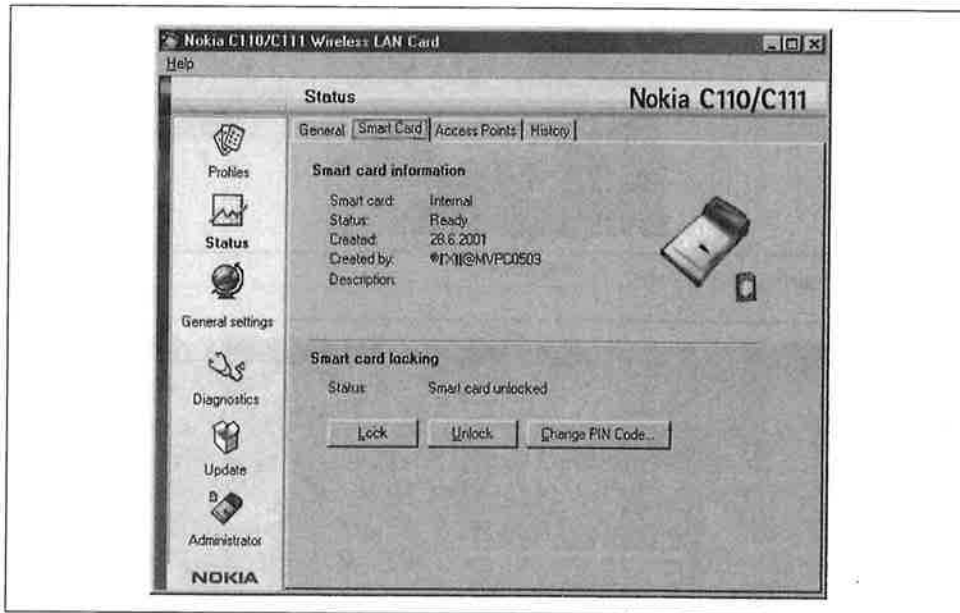 Nokia C110/C111 Wireless LAN Card
Help
Status
Nokia C110/C111
General Smart Card Access Points History
Profiles
Status
General settings
Diagnostics
Update
Administrator
NOKIA
Smart card information
Smart card: Internal
Status: Ready
Created: 28.6.2001
Created by: @MVPC0503
Description:
Smart card locking
Status: Smart card unlocked
Lock Unlock Change PIN Code...